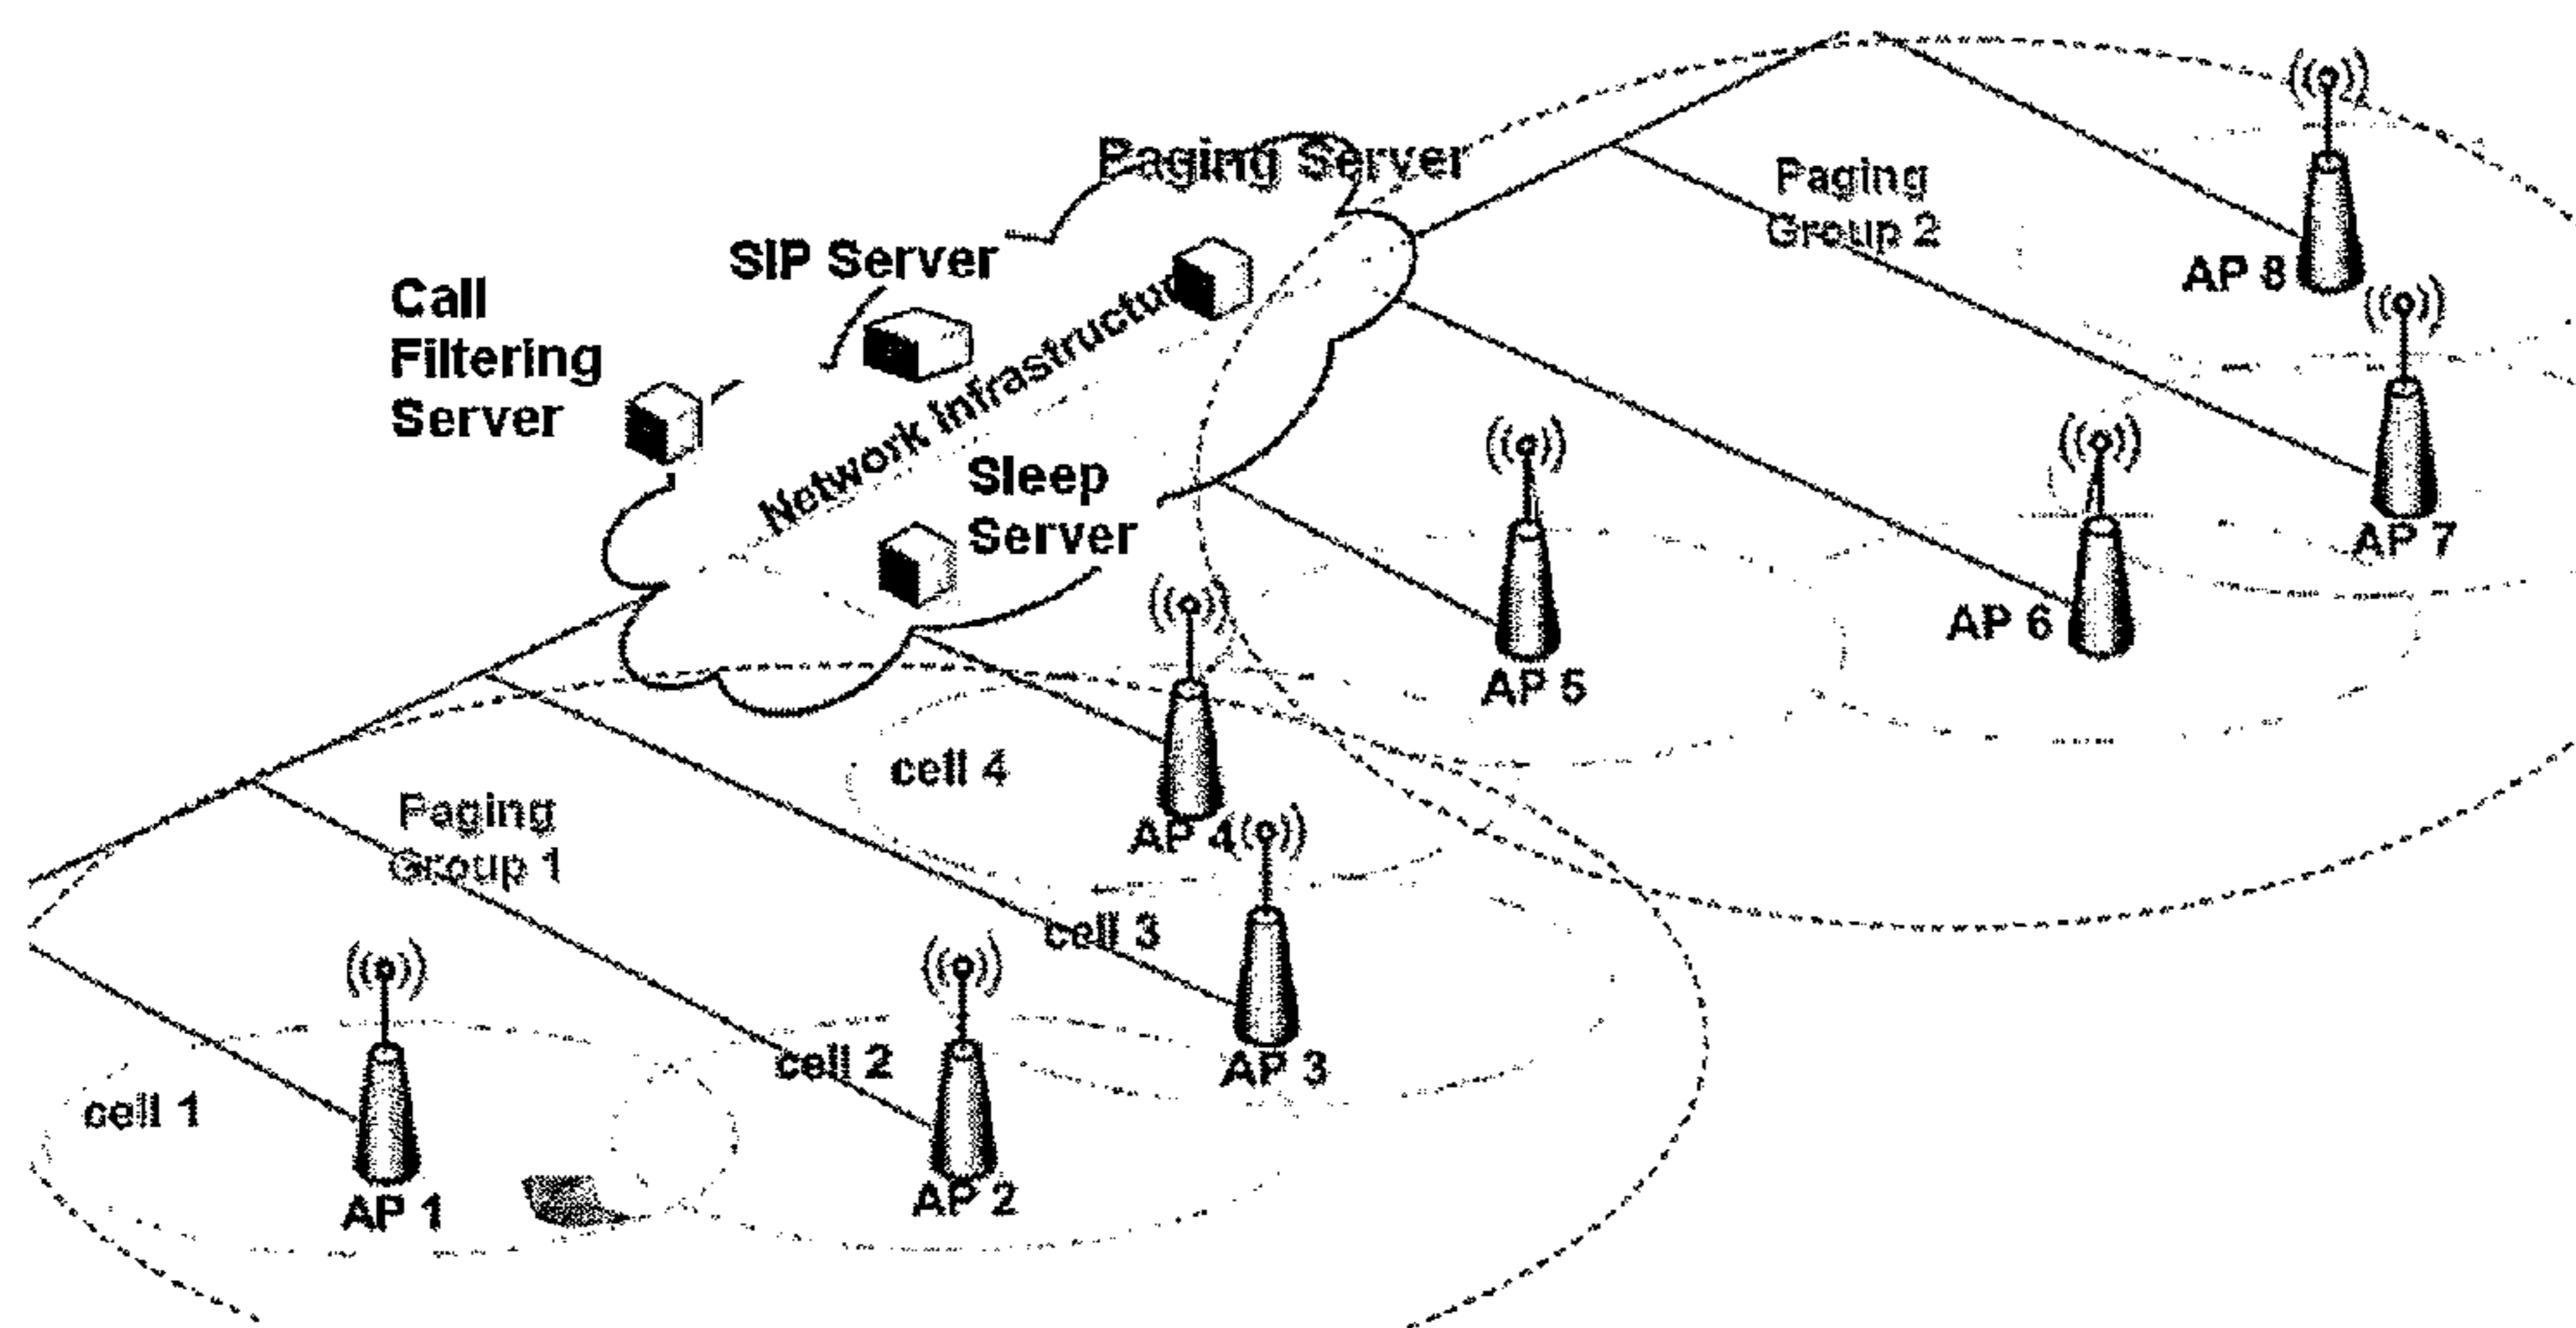 Paging Server
SIP Server
Call
Filtering
Server
Network Infrastructu
Sleep
Server
Paging
Group 2
AP 8
AP 7
AP 6
AP 5
cell 4
AP 4
Paging
Group 1
cell 3
AP 3
cell 2
AP 2
cell 1
AP 1